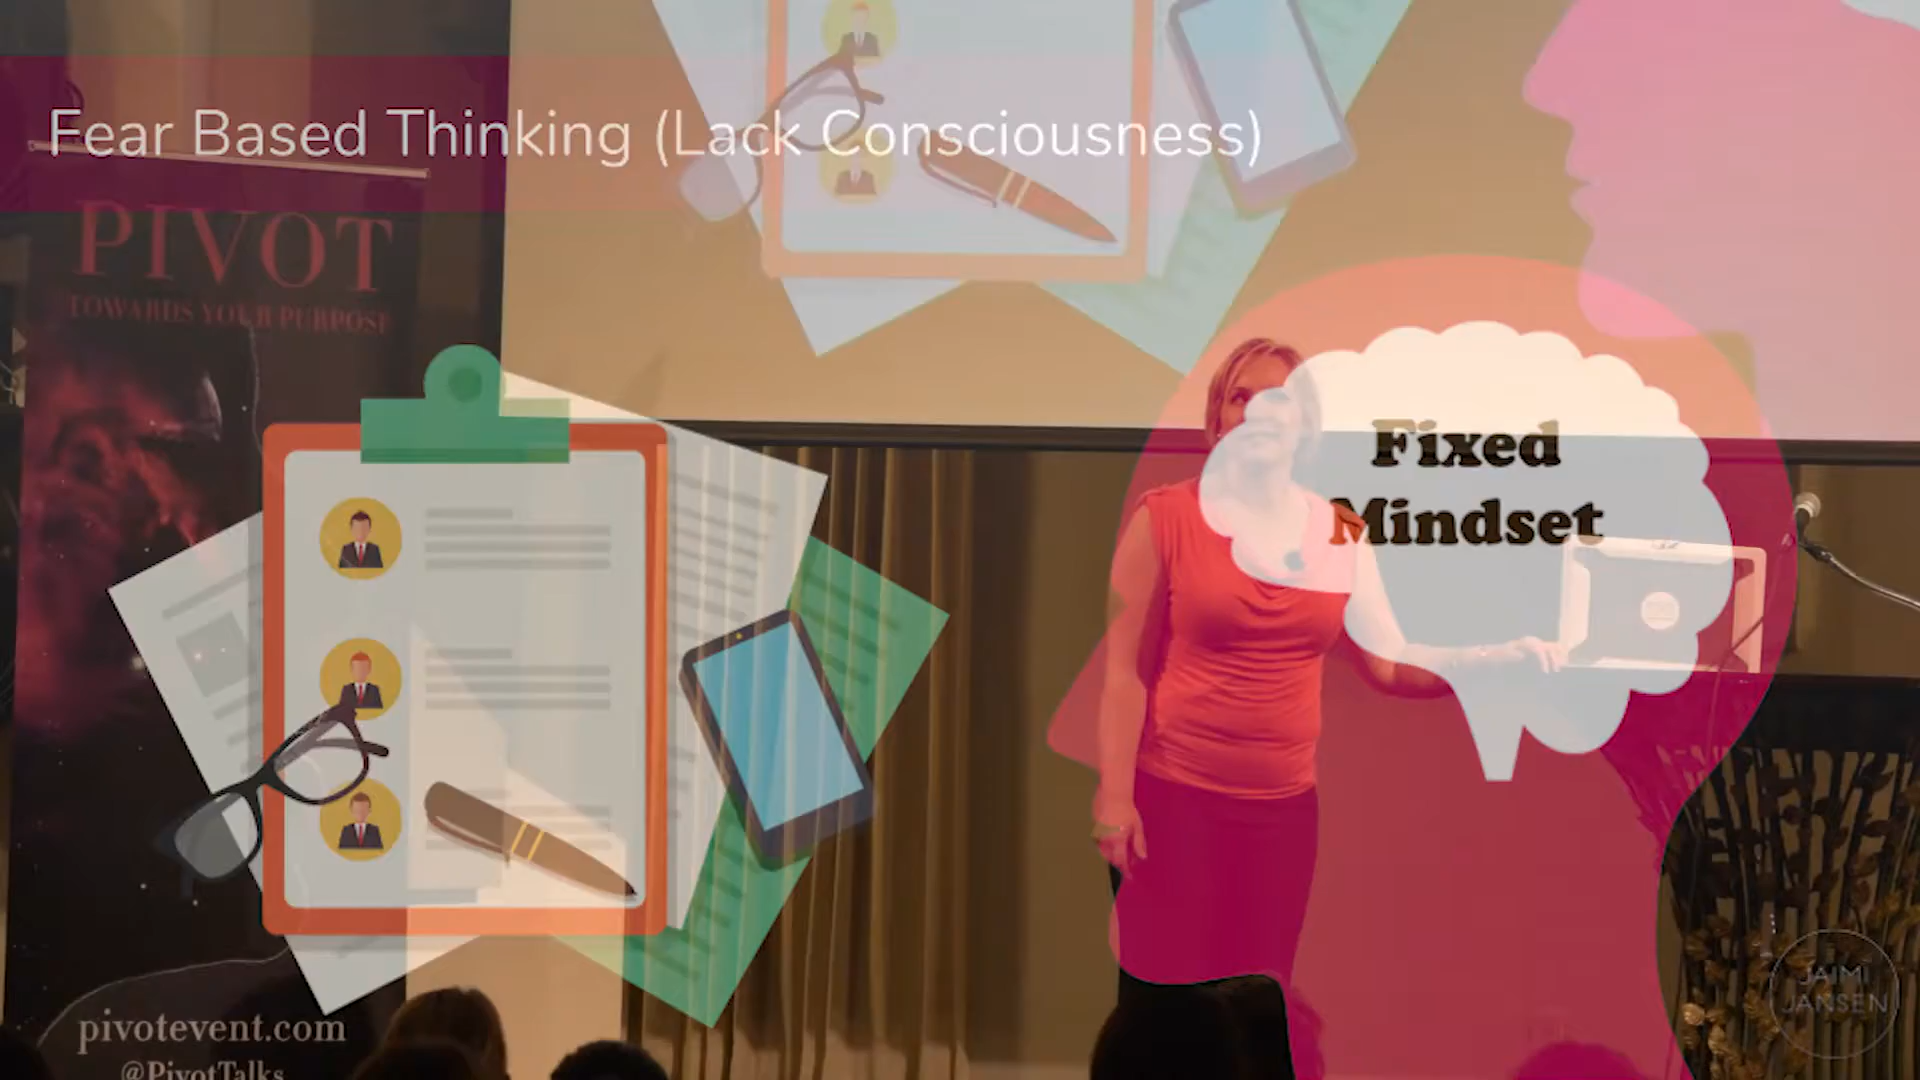 Fear Based Thinking (Lack Consciousness)
PIVOT
TOWARDS YOUR PURPOSE
Fixed
Mindset
pivotevent.com
@PivotTalks
JAIMI
JANSEN